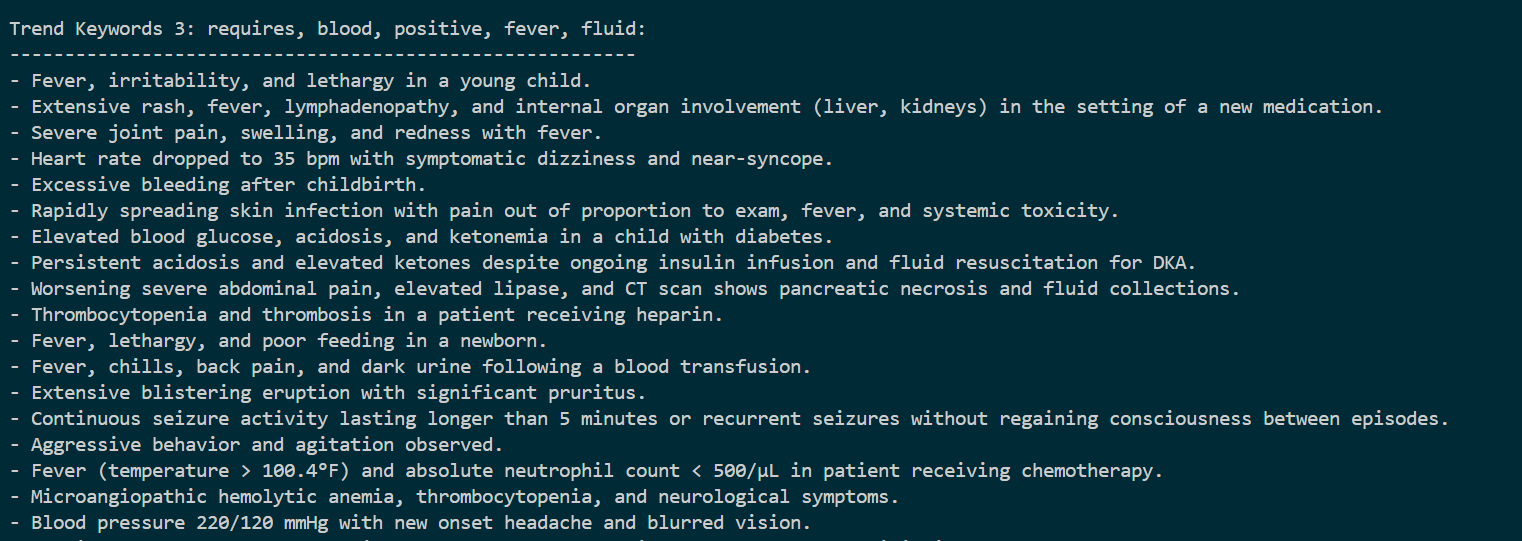 Trend Keywords 3: requires, blood, positive, fever, fluid:
---------------------------------------------------------
- Fever, irritability, and lethargy in a young child.
- Extensive rash, fever, lymphadenopathy, and internal organ involvement (liver, kidneys) in the setting of a new medication.
- Severe joint pain, swelling, and redness with fever.
- Heart rate dropped to 35 bpm with symptomatic dizziness and near-syncope.
- Excessive bleeding after childbirth.
- Rapidly spreading skin infection with pain out of proportion to exam, fever, and systemic toxicity.
- Elevated blood glucose, acidosis, and ketonemia in a child with diabetes.
- Persistent acidosis and elevated ketones despite ongoing insulin infusion and fluid resuscitation for DKA.
- Worsening severe abdominal pain, elevated lipase, and CT scan shows pancreatic necrosis and fluid collections.
- Thrombocytopenia and thrombosis in a patient receiving heparin.
- Fever, lethargy, and poor feeding in a newborn.
- Fever, chills, back pain, and dark urine following a blood transfusion.
- Extensive blistering eruption with significant pruritus.
- Continuous seizure activity lasting longer than 5 minutes or recurrent seizures without regaining consciousness between episodes.
- Aggressive behavior and agitation observed.
- Fever (temperature > 100.4°F) and absolute neutrophil count < 500/μL in patient receiving chemotherapy.
- Microangiopathic hemolytic anemia, thrombocytopenia, and neurological symptoms.
- Blood pressure 220/120 mmHg with new onset headache and blurred vision.